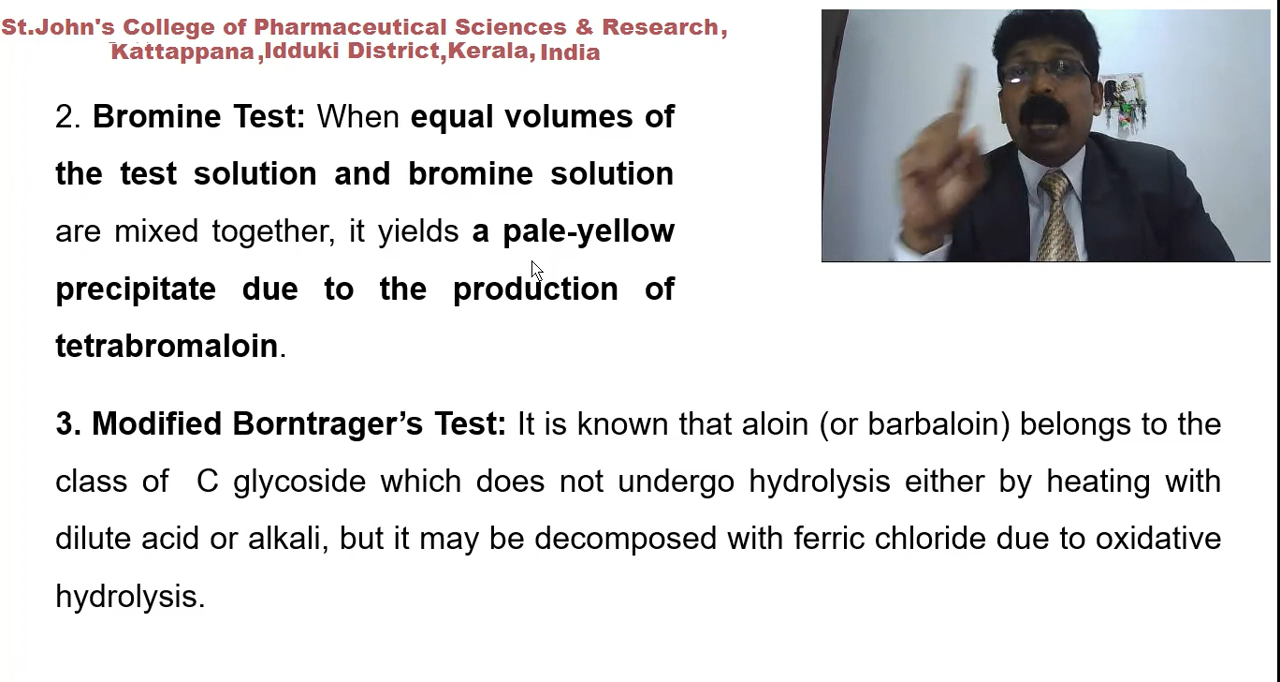 St.John's College of Pharmaceutical Sciences & Research,
Kattappana,Idduki District,Kerala, India
2. Bromine Test: When equal volumes of
the test solution and bromine solution
are mixed together, it yields a pale-yellow
precipitate due to the production of
tetrabromaloin.
3. Modified Borntrager’s Test: It is known that aloin (or barbaloin) belongs to the
class of  C glycoside which does not undergo hydrolysis either by heating with
dilute acid or alkali, but it may be decomposed with ferric chloride due to oxidative
hydrolysis.